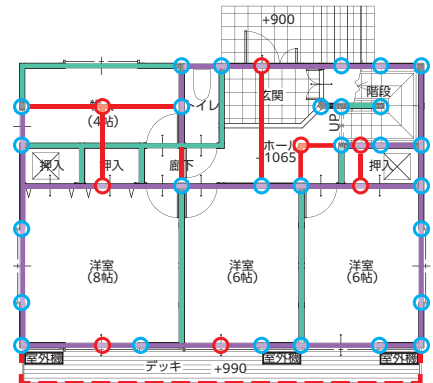 +900
トイレ
玄関
階段
(4帖)
UP
ホール
-1065
押入
押入
廊下
押入
洋室
(8帖)
洋室
(6帖)
洋室
(6帖)
室外機
室外機
室外機
デッキ
+990